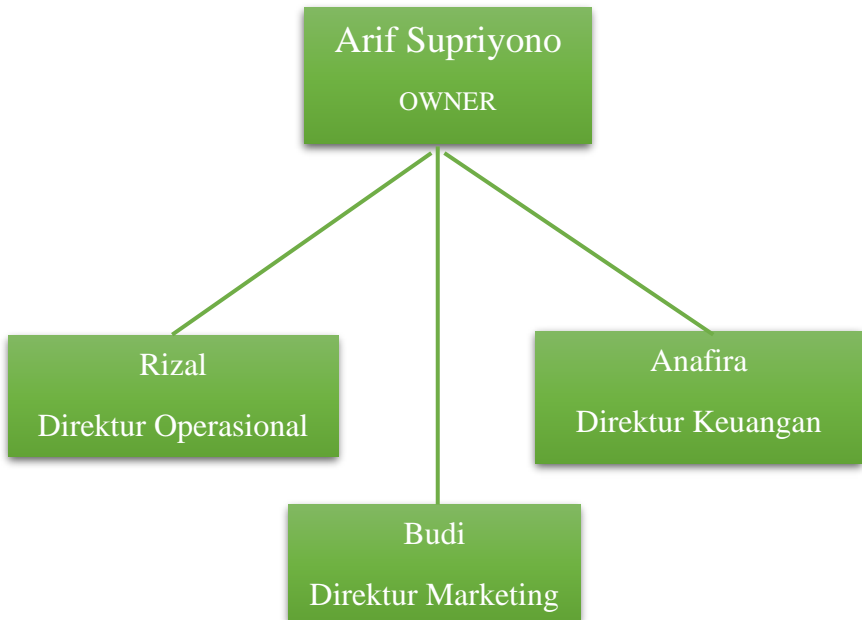 Arif Supriyono
OWNER
Rizal
Direktur Operasional
Anafira
Direktur Keuangan
Budi
Direktur Marketing